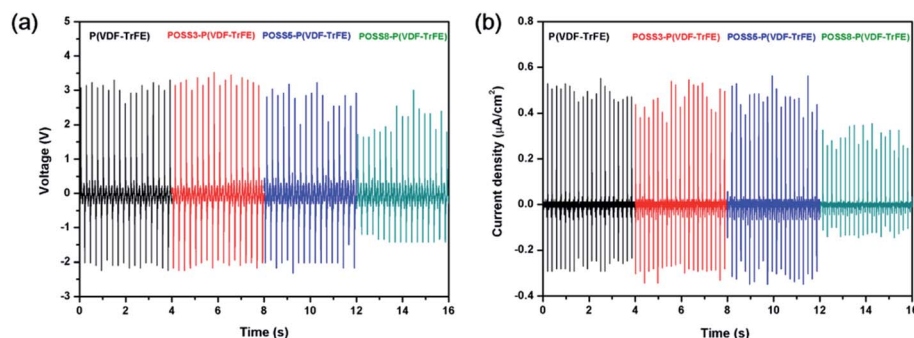 (a)
P(VDF-TrFE) POSS3-P(VDF-TrFE) POSS5-P(VDF-TrFE) POSS8-P(VDF-TrFE)
Voltage (V)
5
4
3
2
1
0
-1
-2
-3
0 2 4 6 8 10 12 14 16
Time (s)
(b)
P(VDF-TrFE) POSS3-P(VDF-TrFE) POSS5-P(VDF-TrFE) POSS8-P(VDF-TrFE)
Current density (μA/cm²)
0.8
0.6
0.4
0.2
0.0
-0.2
-0.4
0 2 4 6 8 10 12 14 16
Time (s)